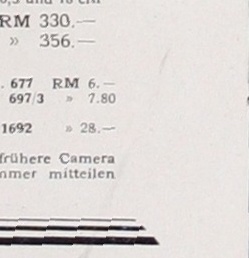 RM 330.—
» 356.—
. 677 RM 6.—
697/3 » 7.80
1692 » 28.—
frühere Camera
mmer mitteilen